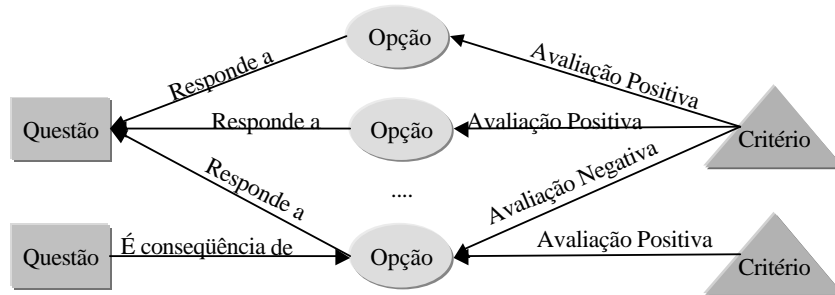 Opção
Responde a
Avaliação Positiva
Questão
Responde a
Opção
Avaliação Positiva
Critério
Responde a
....
Avaliação Negativa
Questão
É conseqüência de
Opção
Avaliação Positiva
Critério